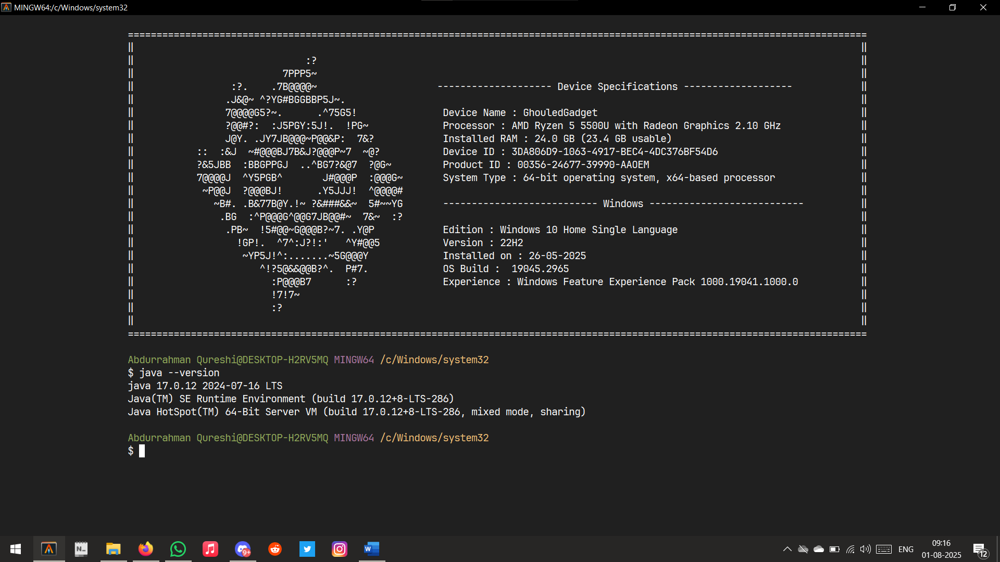 MINGW64:/c/Windows/system32
=================================================================================================================================
||                                                                                                                             ||
||                              :?                                                                                             ||
||                          7PPP5~                                                                                             ||
||                 :?.    .7B@@@@~                     -------------------- Device Specifications -------------------            ||
||                .J&@~ ^?YG#BGGBBP5J~.                                                                                        ||
||                7@@@@G5?~.      .^75G5!               Device Name : GhouledGadget                                              ||
||                ?@@#?:  :J5PGY:5J!.  !PG~             Processor : AMD Ryzen 5 5500U with Radeon Graphics 2.10 GHz              ||
||                J@Y. .JY7JB@@@~P@@&P:  7&?            Installed RAM : 24.0 GB (23.4 GB usable)                                 ||
||           ::  :&J  ~#@@@BJ7B&J?@@@P~7  ~@?           Device ID : 3DA806D9-1063-4917-BEC4-4DC376BF54D6                         ||
||           ?&5JBB  :BBGPPGJ  ..^BG7?&@7  ?@G~         Product ID : 00356-24677-39990-AAOEM                                     ||
||           7@@@@J  ^Y5PGB^       J#@@@P  :@@@G~       System Type : 64-bit operating system, x64-based processor               ||
||            ~P@@J  ?@@@BJ!      .Y5JJJ!  ^@@@@#                                                                              ||
||              ~B#. .B&77B@Y.!~ ?&###&&~  5#~~YG       --------------------------- Windows ---------------------------          ||
||               .BG  :^P@@@G^@@G7JB@@#~  7&~  :?                                                                              ||
||                .PB~  !5#@@~G@@@B?~7. .Y@P            Edition : Windows 10 Home Single Language                                ||
||                  !GP!.  ^7^:J?!:'   ^Y#@@5           Version : 22H2                                                           ||
||                   ~YP5J!^:.......~5G@@@Y             Installed on : 26-05-2025                                                ||
||                      ^!?5@&&@@B?^.  P#7.             OS Build :  19045.2965                                                   ||
||                        :P@@@B7      :?               Experience : Windows Feature Experience Pack 1000.19041.1000.0           ||
||                        !7!7~                                                                                                ||
||                        :?                                                                                                   ||
||                                                                                                                             ||
=================================================================================================================================
Abdurrahman Qureshi@DESKTOP-H2RV5MQ MINGW64 /c/Windows/system32
$ java --version
java 17.0.12 2024-07-16 LTS
Java(TM) SE Runtime Environment (build 17.0.12+8-LTS-286)
Java HotSpot(TM) 64-Bit Server VM (build 17.0.12+8-LTS-286, mixed mode, sharing)
Abdurrahman Qureshi@DESKTOP-H2RV5MQ MINGW64 /c/Windows/system32
$
N_
9+
W
ENG
09:16
01-08-2025
12